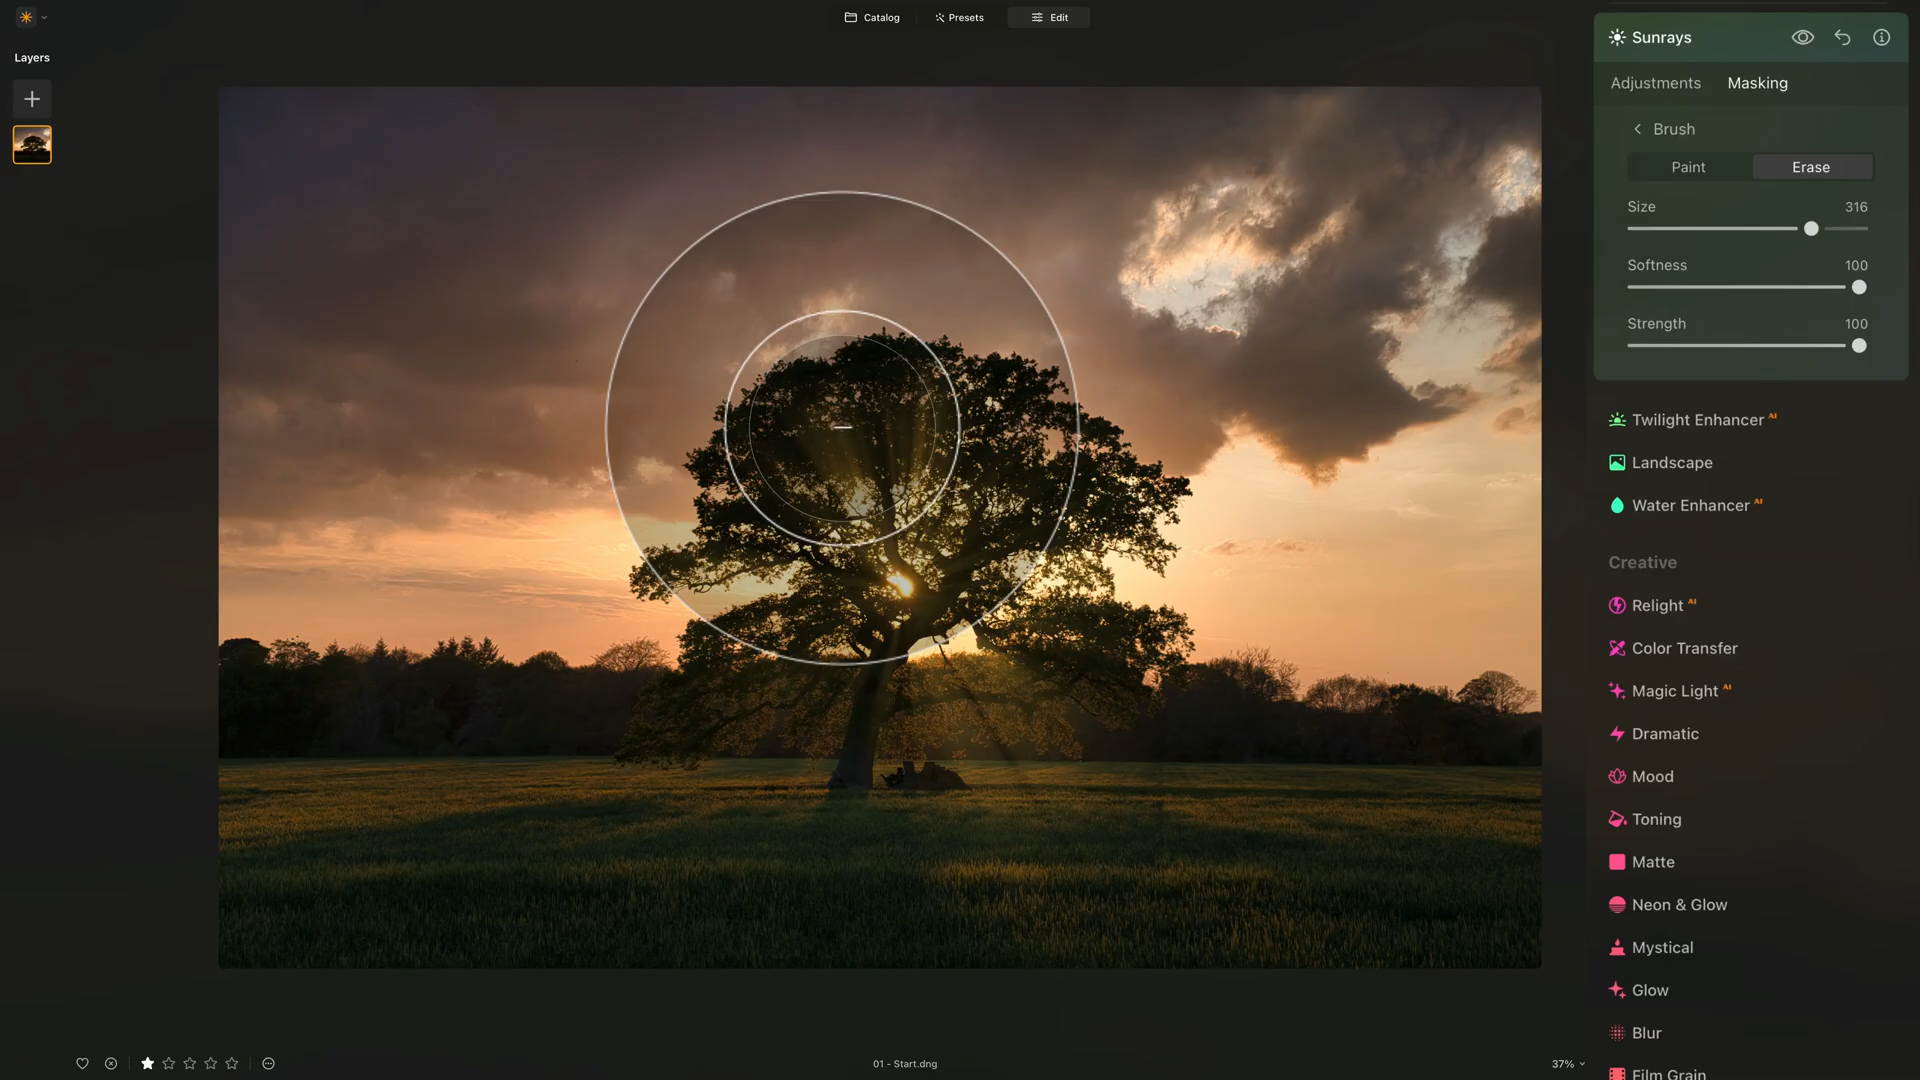 Catalog
Presets
Edit
Layers
Sunrays
Adjustments
Masking
Brush
Paint
Erase
Size
316
Softness
100
Strength
100
Twilight Enhancer AI
Landscape
Water Enhancer AI
Creative
Relight AI
Color Transfer
Magic Light AI
Dramatic
Mood
Toning
Matte
Neon & Glow
Mystical
Glow
Blur
Film Grain
01 - Start.dng
37%